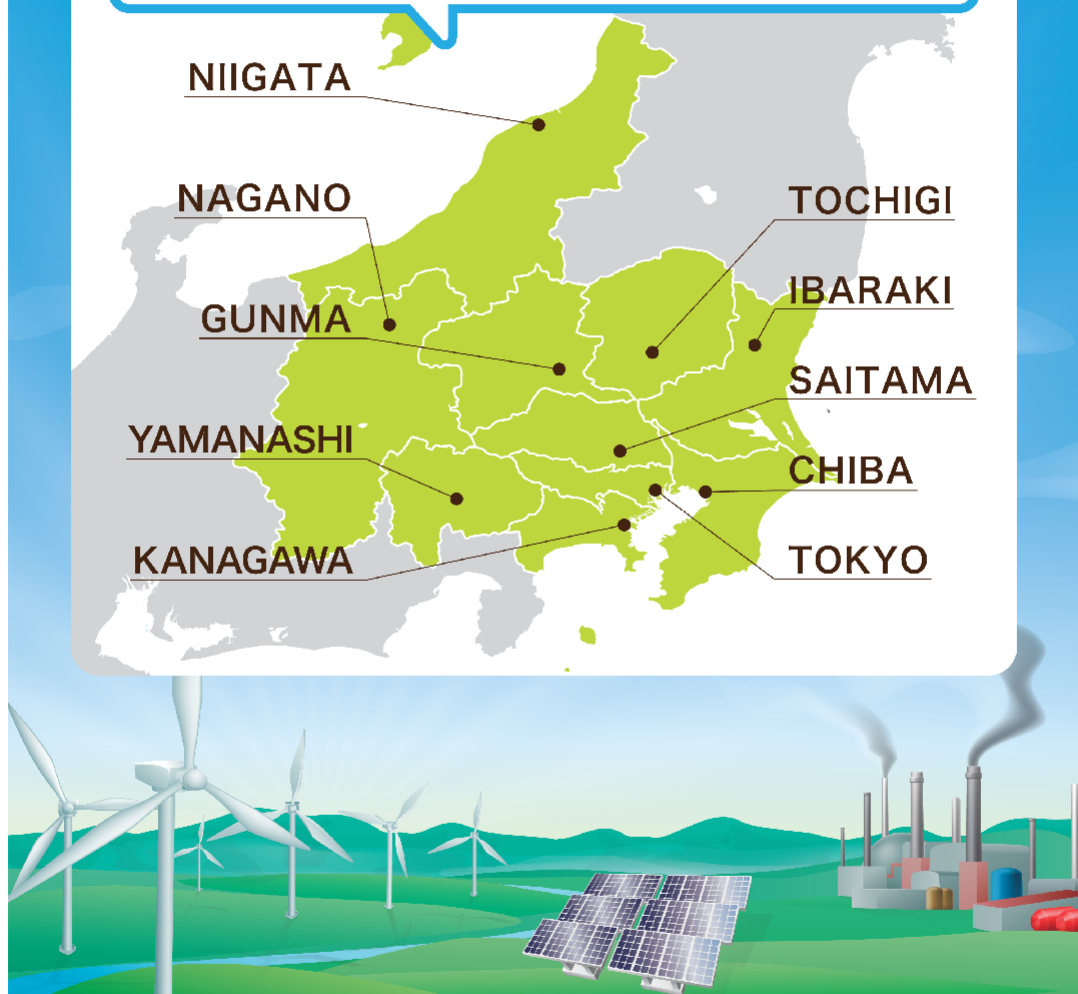 NIIGATA
NAGANO
TOCHIGI
IBARAKI
GUNMA
SAITAMA
YAMANASHI
CHIBA
KANAGAWA
TOKYO